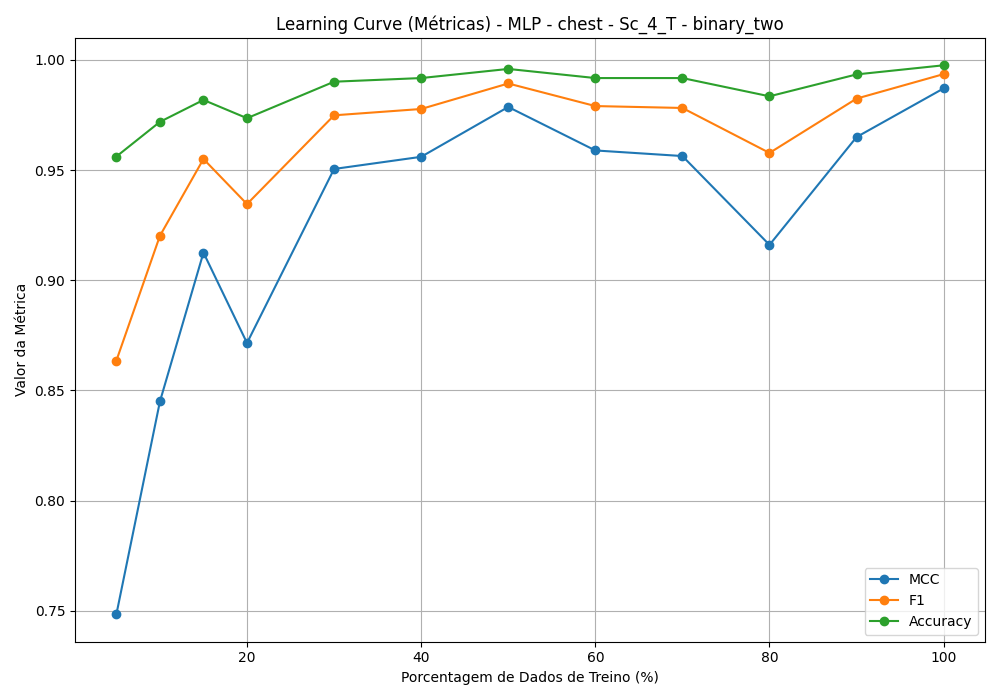 Learning Curve (Métricas) - MLP - chest - Sc_4_T - binary_two
Valor da Métrica
1.00
0.95
0.90
0.85
0.80
0.75
20
40
60
80
100
Porcentagem de Dados de Treino (%)
MCC
F1
Accuracy